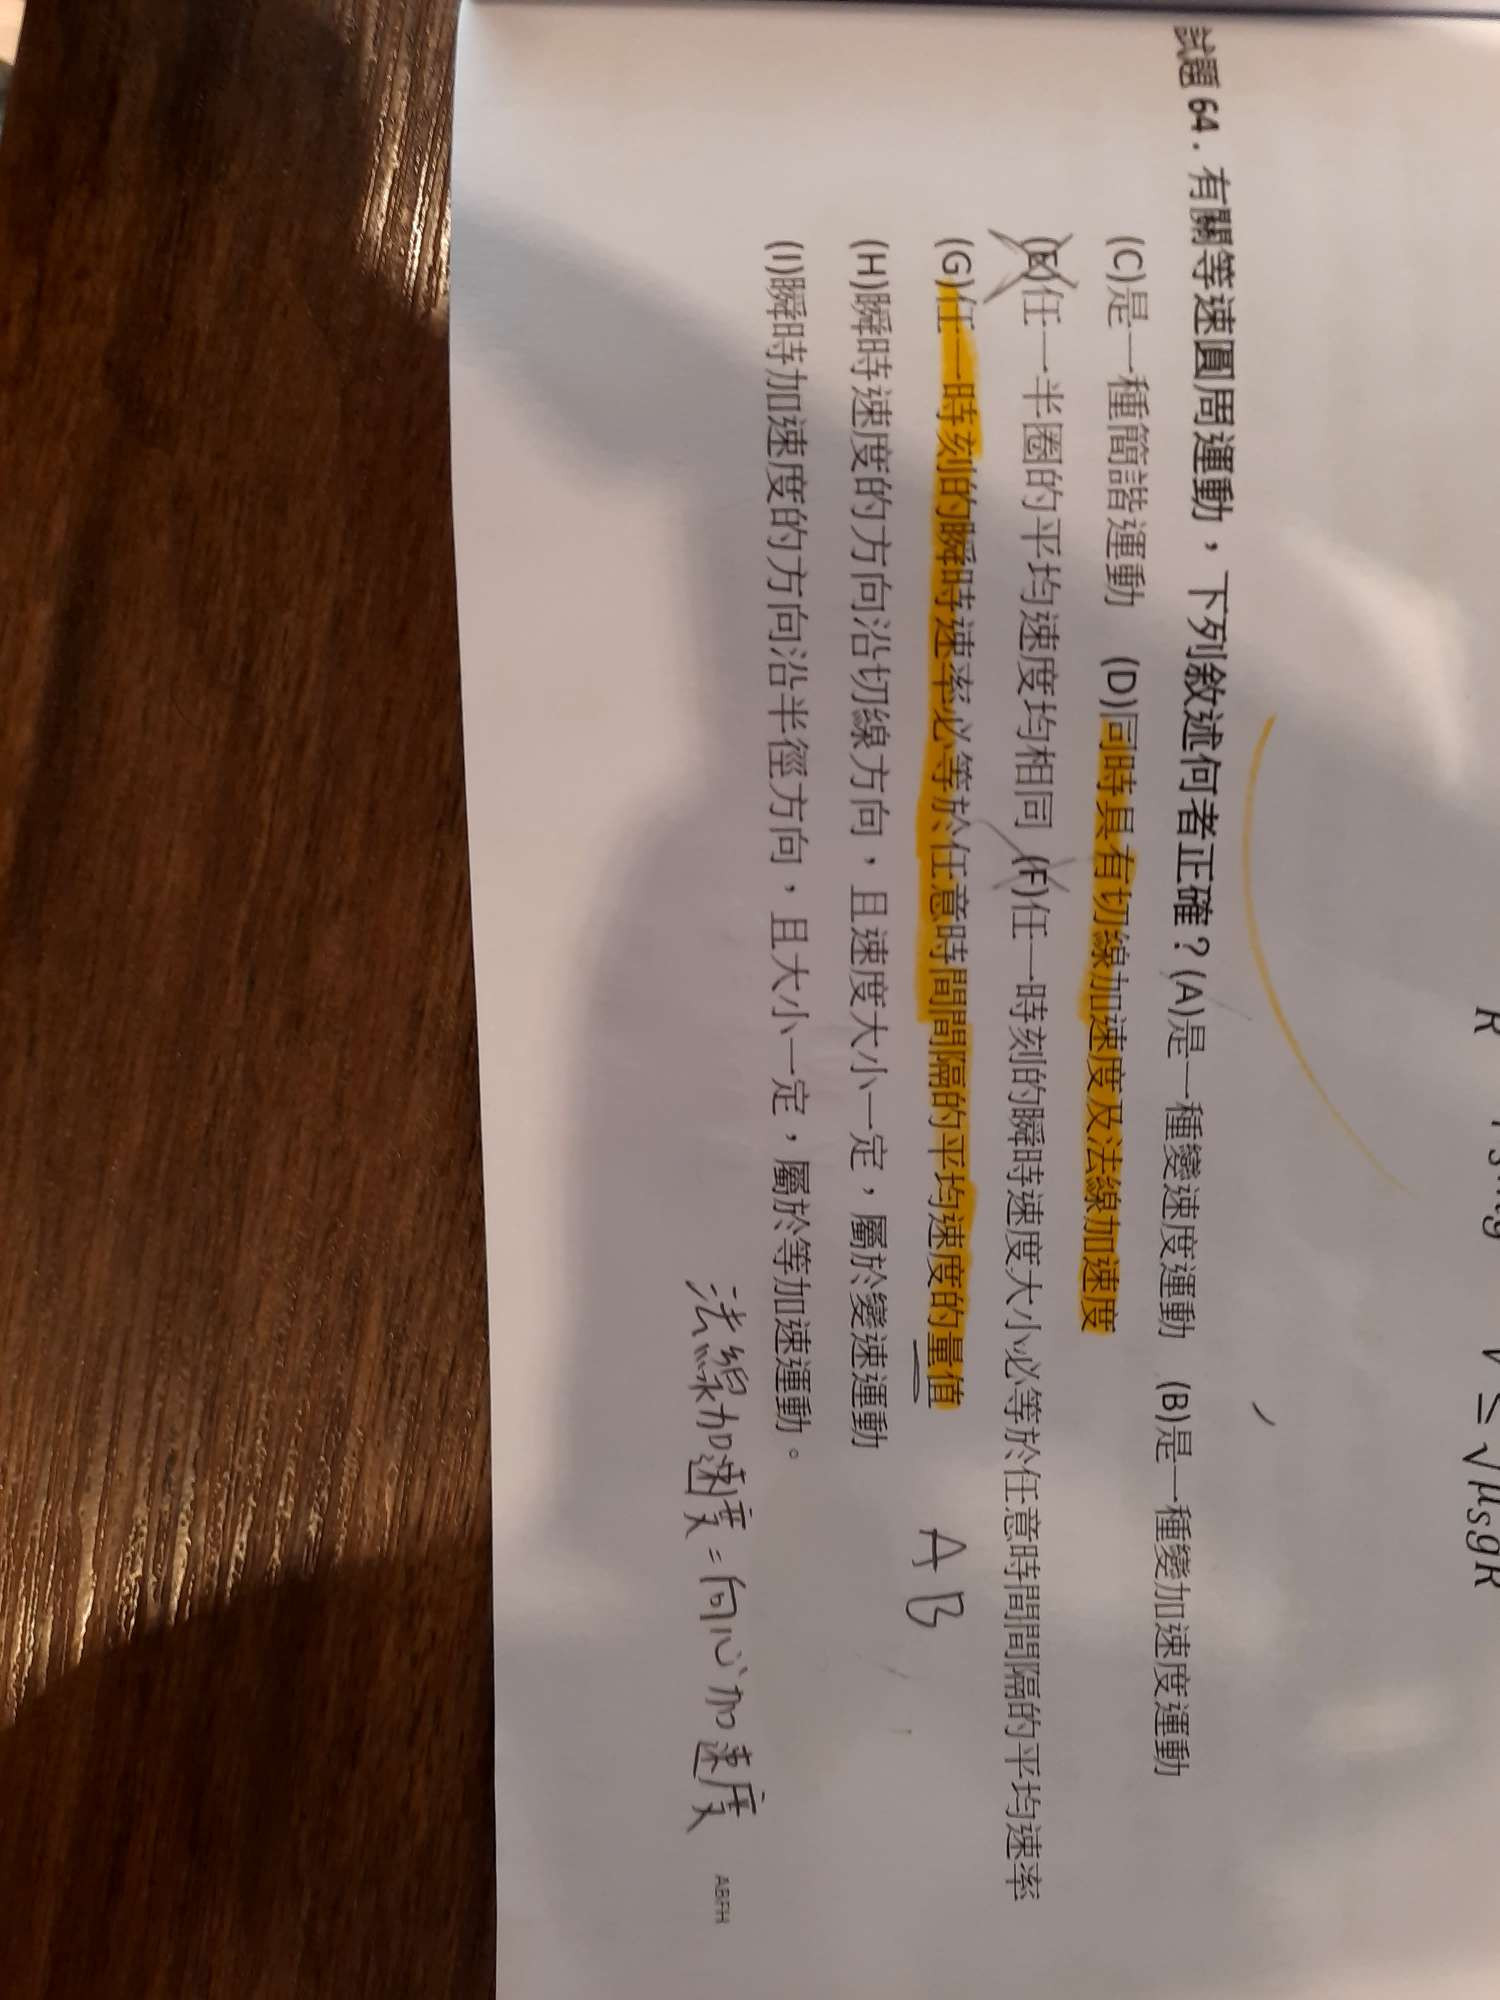 R
V ≤ √μsgR
試題 64．有關等速圓周運動，下列敘述何者正確？(A)是一種變速度運動 (B)是一種變加速度運動
(C)是一種簡諧運動 (D)同時具有切線加速度及法線加速度
(E)任一半圈的平均速度均相同 (F)任一時刻的瞬時速度大小必等於任意時間間隔的平均速率
(G)任一時刻的瞬時速率必等於任意時間間隔的平均速度的量值
(H)瞬時速度的方向沿切線方向，且速度大小一定，屬於變速運動
(I)瞬時加速度的方向沿半徑方向，且大小一定，屬於等加速運動。
A B
法線加速度=向心加速度
ABFH